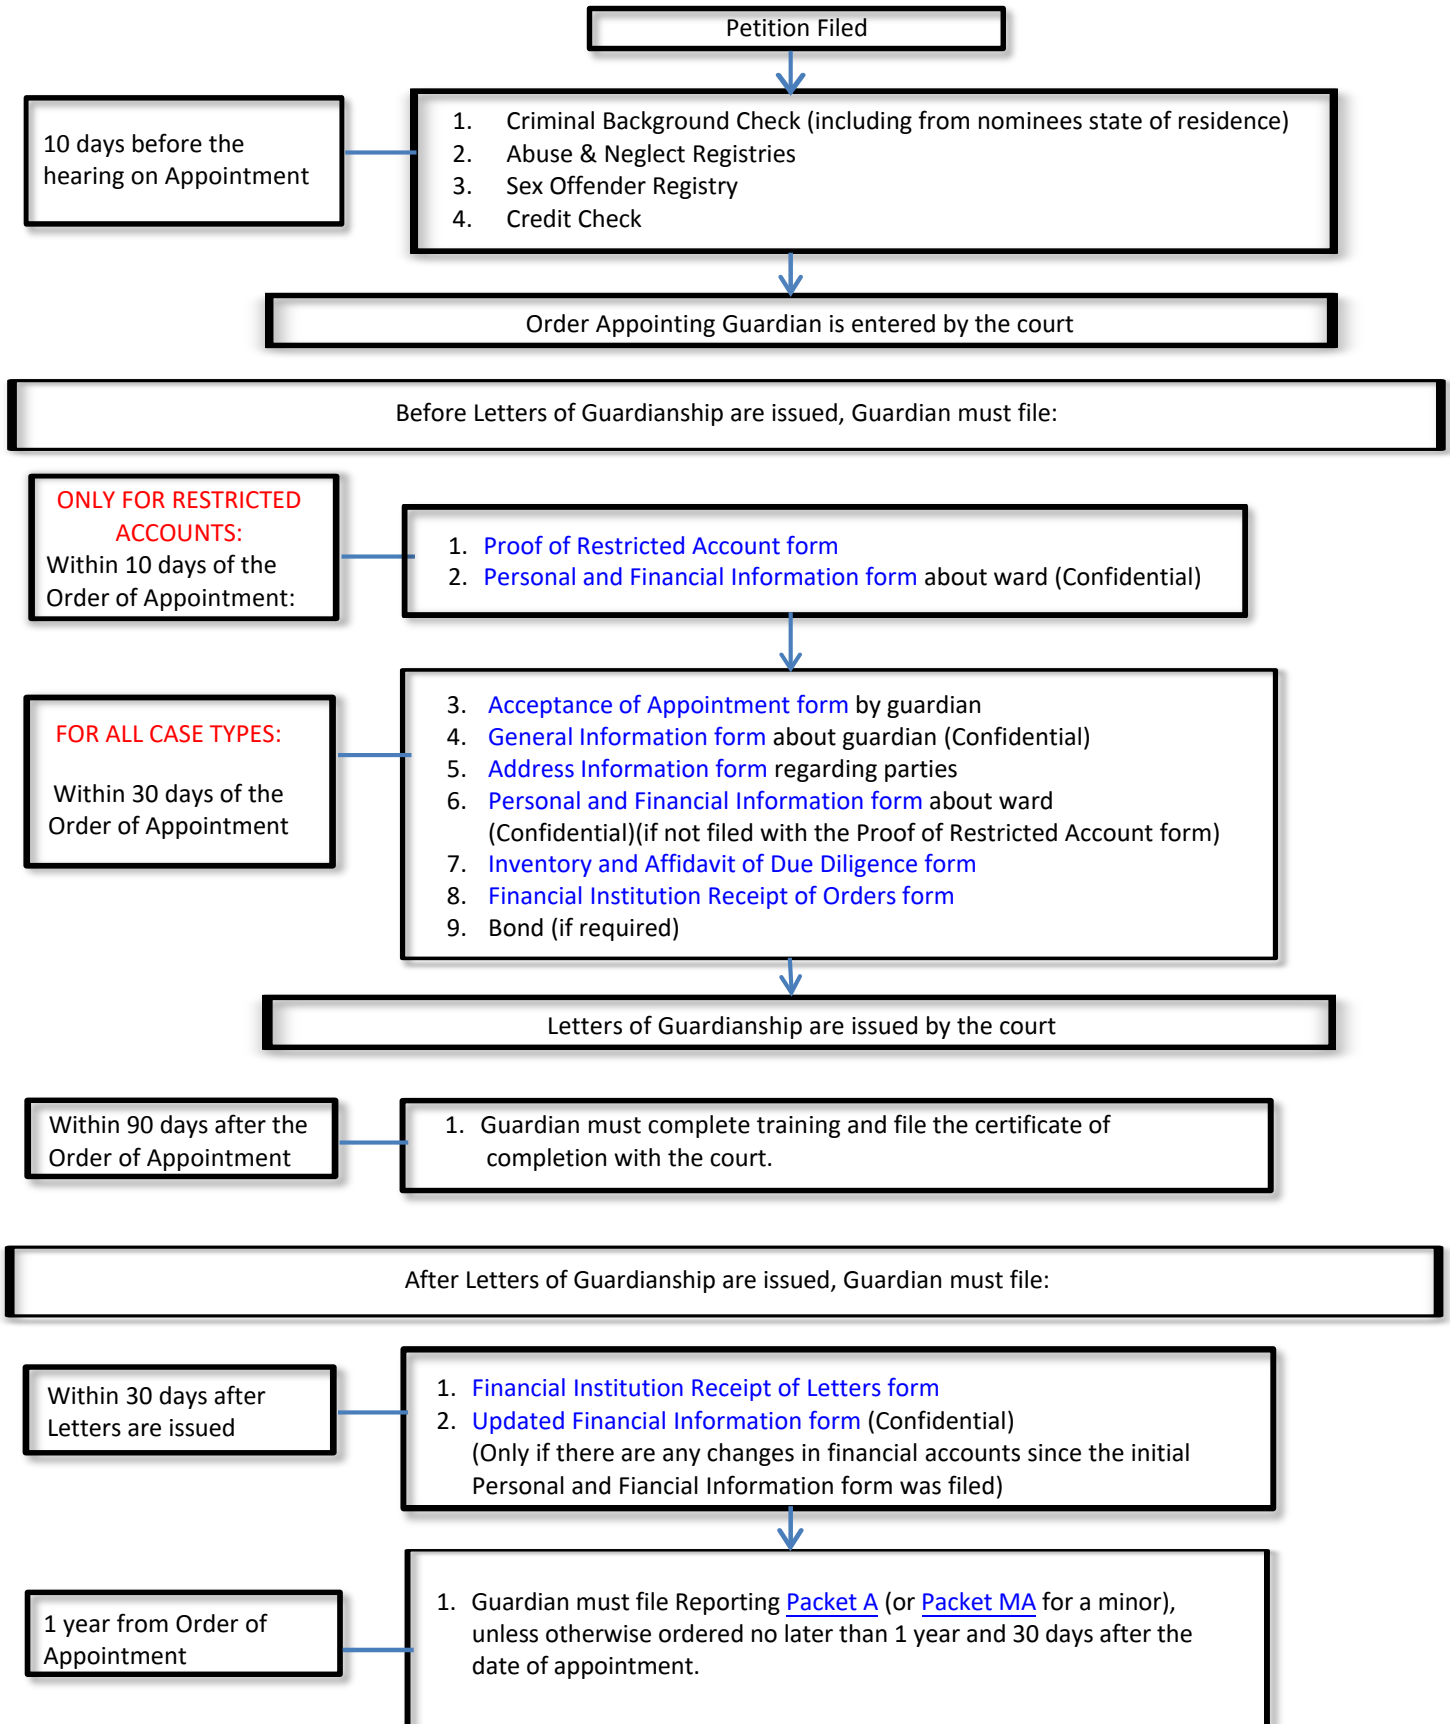 Petition Filed
10 days before the
hearing on Appointment
1. Criminal Background Check (including from nominees state of residence)
2. Abuse & Neglect Registries
3. Sex Offender Registry
4. Credit Check
Order Appointing Guardian is entered by the court
Before Letters of Guardianship are issued, Guardian must file:
ONLY FOR RESTRICTED
ACCOUNTS:
Within 10 days of the
Order of Appointment:
1. Proof of Restricted Account form
2. Personal and Financial Information form about ward (Confidential)
FOR ALL CASE TYPES:
Within 30 days of the
Order of Appointment
3. Acceptance of Appointment form by guardian
4. General Information form about guardian (Confidential)
5. Address Information form regarding parties
6. Personal and Financial Information form about ward
(Confidential)(if not filed with the Proof of Restricted Account form)
7. Inventory and Affidavit of Due Diligence form
8. Financial Institution Receipt of Orders form
9. Bond (if required)
Letters of Guardianship are issued by the court
Within 90 days after the
Order of Appointment
1. Guardian must complete training and file the certificate of
completion with the court.
After Letters of Guardianship are issued, Guardian must file:
Within 30 days after
Letters are issued
1. Financial Institution Receipt of Letters form
2. Updated Financial Information form (Confidential)
(Only if there are any changes in financial accounts since the initial
Personal and Fiancial Information form was filed)
1 year from Order of
Appointment
1. Guardian must file Reporting Packet A (or Packet MA for a minor),
unless otherwise ordered no later than 1 year and 30 days after the
date of appointment.